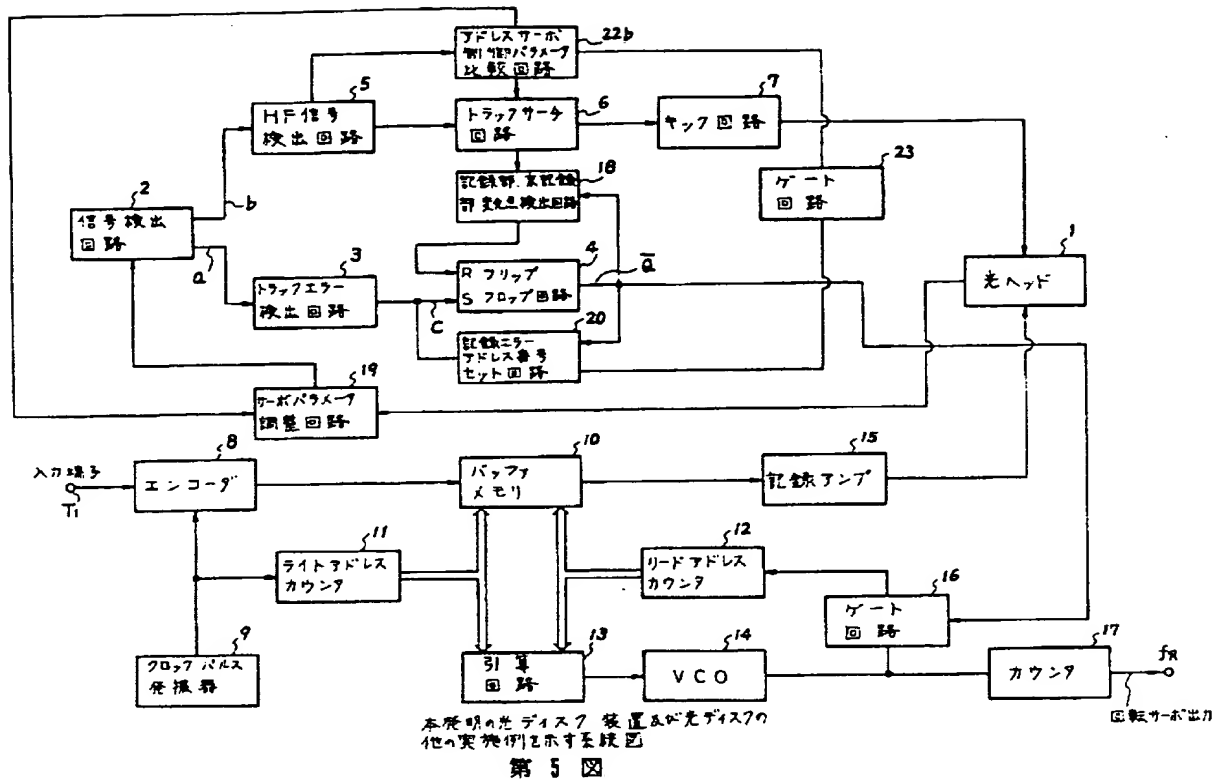 アドレスサーボ
制御パラメータ
比較回路
22b
5
HF信号
検出回路
6
トラックサーチ
回路
7
キック回路
23
ゲート
回路
18
記録部、未記録
部変化点検出回路
2
信号検出
回路
b
a
3
トラックエラー
検出回路
C
4
R フリップ
S フロップ回路
Q̅
1
光ヘッド
20
記録エラー
アドレス番号
セット回路
19
サーボパラメータ
調整回路
入力端子
T1
8
エンコーダ
10
バッファ
メモリ
15
記録アンプ
11
ライトアドレス
カウンタ
12
リードアドレス
カウンタ
16
ゲート
回路
9
クロックパルス
発振器
13
引算
回路
14
VCO
17
カウンタ
fR
回転サーボ出力
本発明の光ディスク装置及び光ディスクの
他の実施例を示す系統図
第 5 図